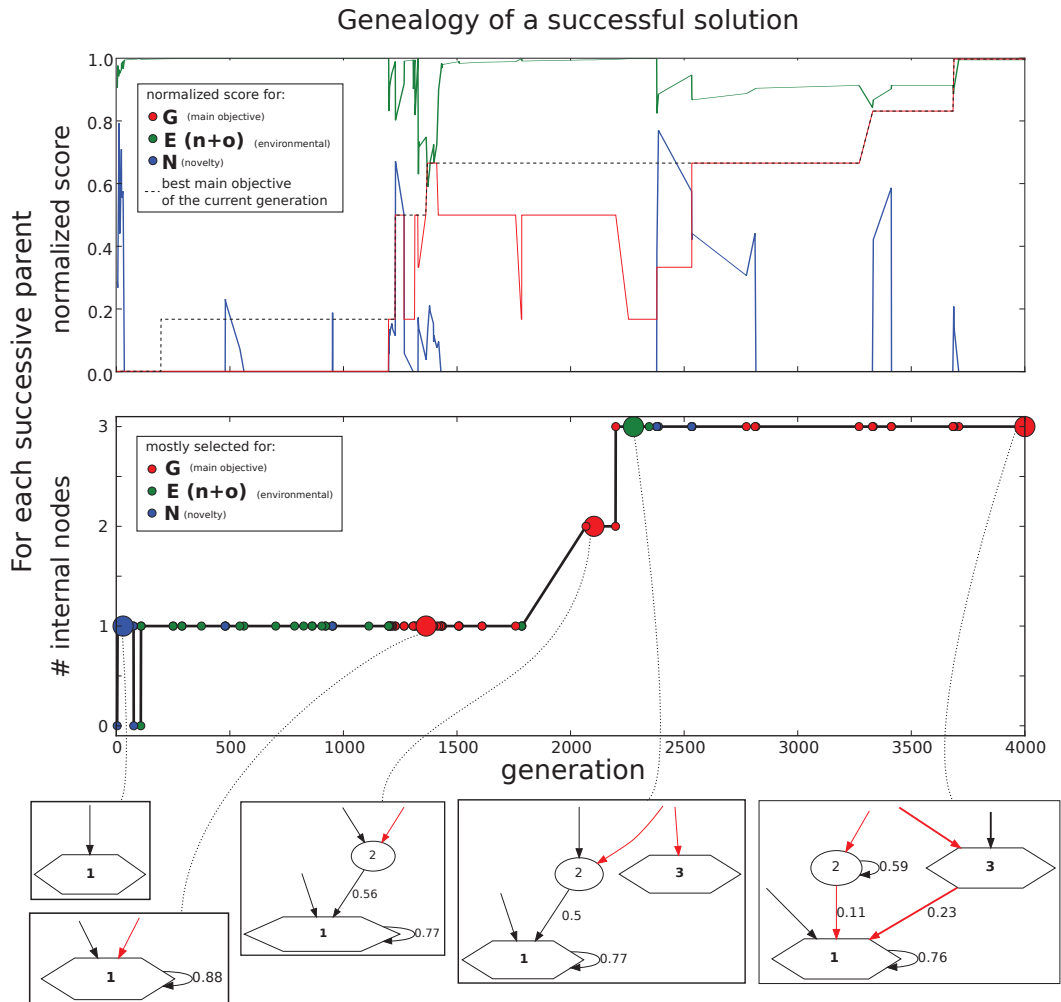 Genealogy of a successful solution
For each successive parent
normalized score
1.0
0.8
0.6
0.4
0.2
0.0
normalized score for:
G (main objective)
E (n+o) (environmental)
N (novelty)
best main objective
of the current generation
# internal nodes
3
2
1
0
mostly selected for:
G (main objective)
E (n+o) (environmental)
N (novelty)
0 500 1000 1500 2000 2500 3000 3500 4000
generation
1
1
0.88
2
0.56
1
0.77
2
3
0.5
1
0.77
2
0.59
3
0.11
0.23
1
0.76